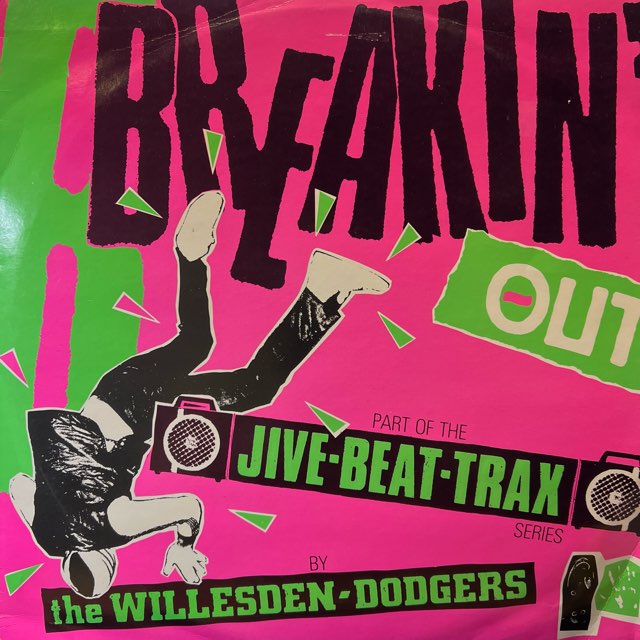 BREAKIN'
OUT
PART OF THE
JIVE-BEAT-TRAX
SERIES
BY
the WILLESDEN-DODGERS